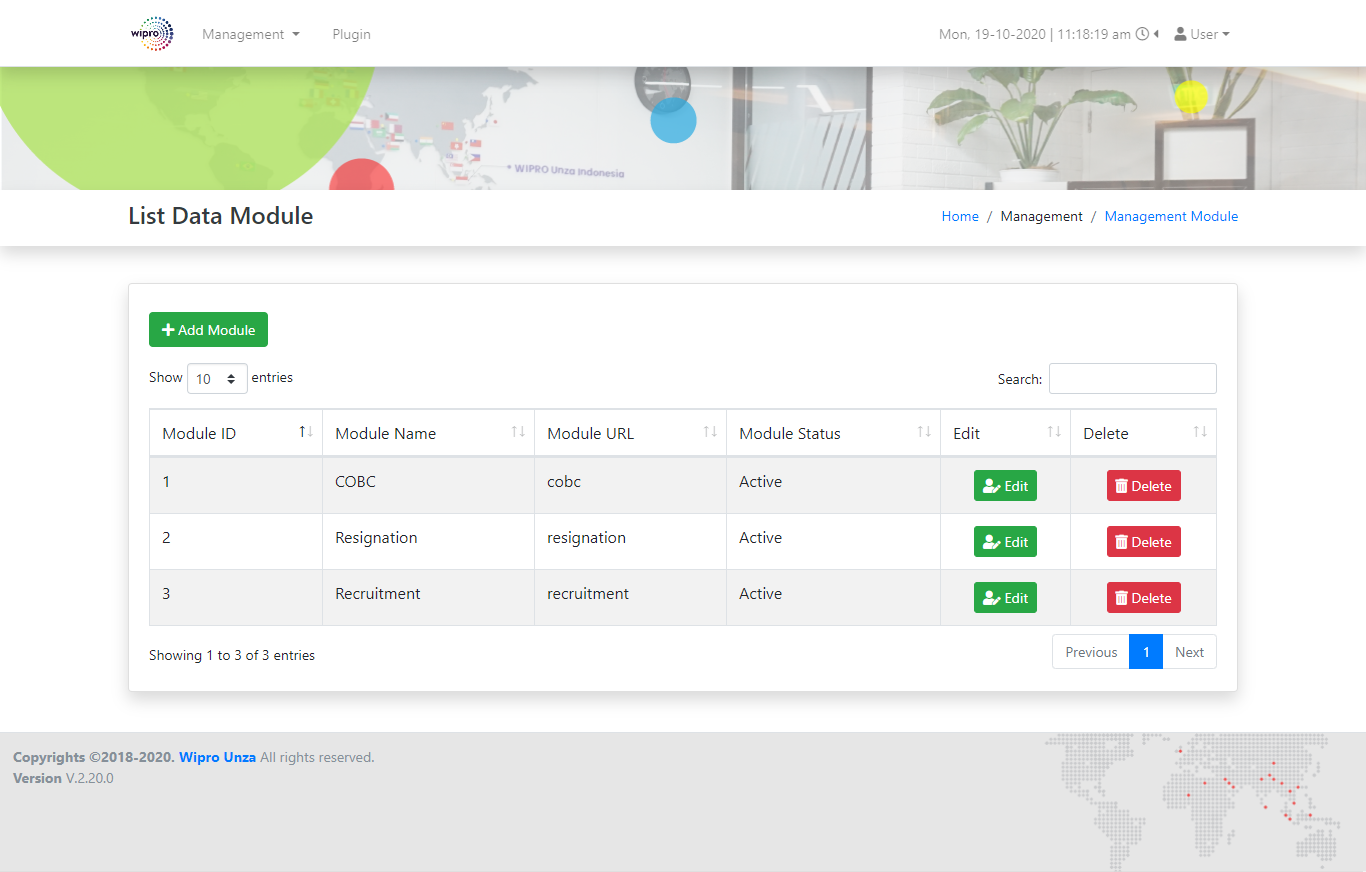 wipro Management Plugin Mon, 19-10-2020 | 11:18:19 am User
* WIPRO Unza Indonesia
List Data Module Home / Management / Management Module
Add Module
Show 10 entries Search:
Module ID Module Name Module URL Module Status Edit Delete
1 COBC cobc Active Edit Delete
2 Resignation resignation Active Edit Delete
3 Recruitment recruitment Active Edit Delete
Showing 1 to 3 of 3 entries Previous 1 Next
Copyrights ©2018-2020. Wipro Unza All rights reserved.
Version V.2.20.0